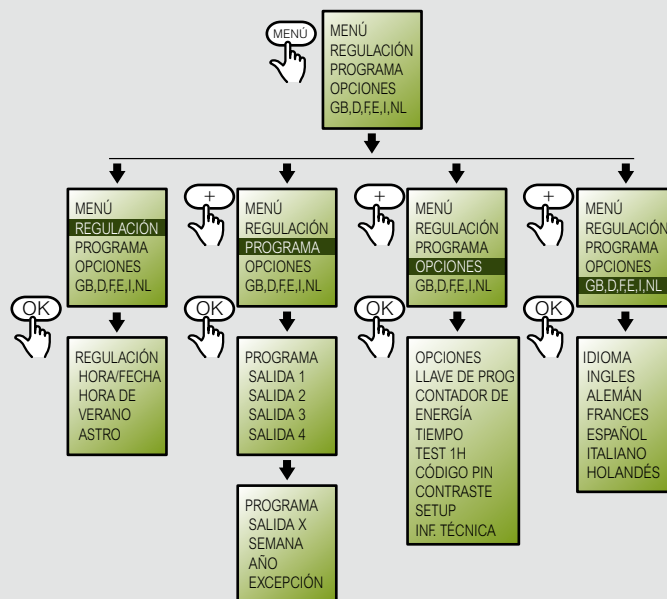 MENÚ
MENÚ
REGULACIÓN
PROGRAMA
OPCIONES
GB,D,F,E,I,NL
MENÚ
REGULACIÓN
PROGRAMA
OPCIONES
GB,D,F,E,I,NL
+
MENÚ
REGULACIÓN
PROGRAMA
OPCIONES
GB,D,F,E,I,NL
+
MENÚ
REGULACIÓN
PROGRAMA
OPCIONES
GB,D,F,E,I,NL
+
MENÚ
REGULACIÓN
PROGRAMA
OPCIONES
GB,D,F,E,I,NL
OK
REGULACIÓN
HORA/FECHA
HORA DE
VERANO
ASTRO
OK
PROGRAMA
SALIDA 1
SALIDA 2
SALIDA 3
SALIDA 4
PROGRAMA
SALIDA X
SEMANA
AÑO
EXCEPCIÓN
OK
OPCIONES
LLAVE DE PROG
CONTADOR DE
ENERGÍA
TIEMPO
TEST 1H
CÓDIGO PIN
CONTRASTE
SETUP
INF. TÉCNICA
OK
IDIOMA
INGLES
ALEMÁN
FRANCES
ESPAÑOL
ITALIANO
HOLANDÉS